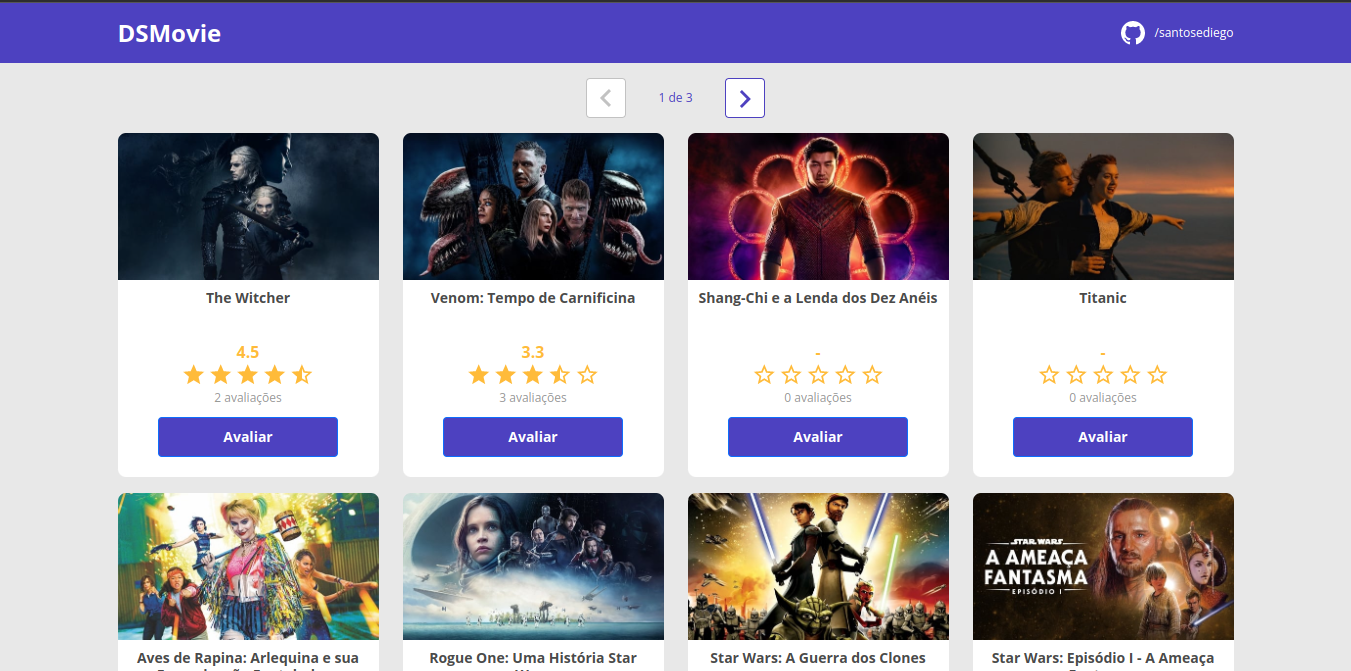 DSMovie
/santosediego
1 de 3
The Witcher
4.5
2 avaliações
Avaliar
Venom: Tempo de Carnificina
3.3
3 avaliações
Avaliar
Shang-Chi e a Lenda dos Dez Anéis
-
0 avaliações
Avaliar
Titanic
-
0 avaliações
Avaliar
Aves de Rapina: Arlequina e sua
Rogue One: Uma História Star
Star Wars: A Guerra dos Clones
STAR WARS
A AMEAÇA
FANTASMA
EPISÓDIO I
Star Wars: Episódio I - A Ameaça